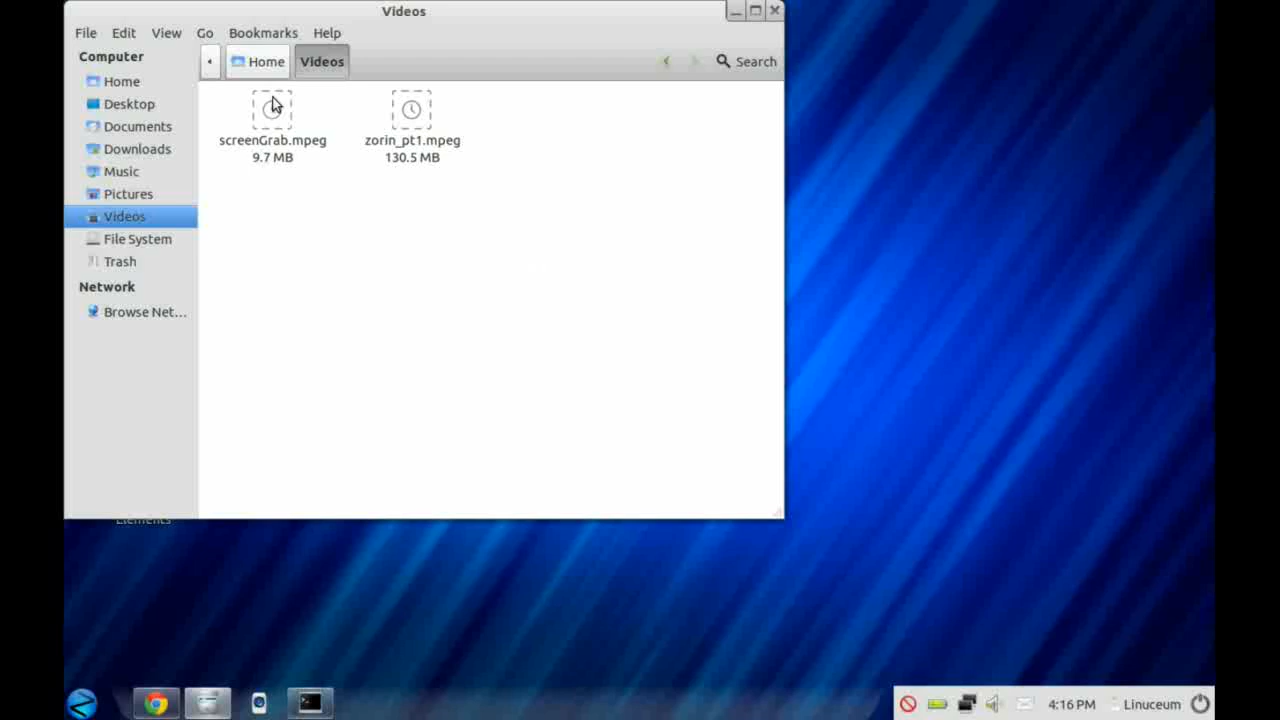 Videos
File Edit View Go Bookmarks Help
Computer
Home
Desktop
Documents
Downloads
Music
Pictures
Videos
File System
Trash
Network
Browse Net...
Home Videos Search
screenGrab.mpeg
9.7 MB
zorin_pt1.mpeg
130.5 MB
Elements
4:16 PM Linuceum